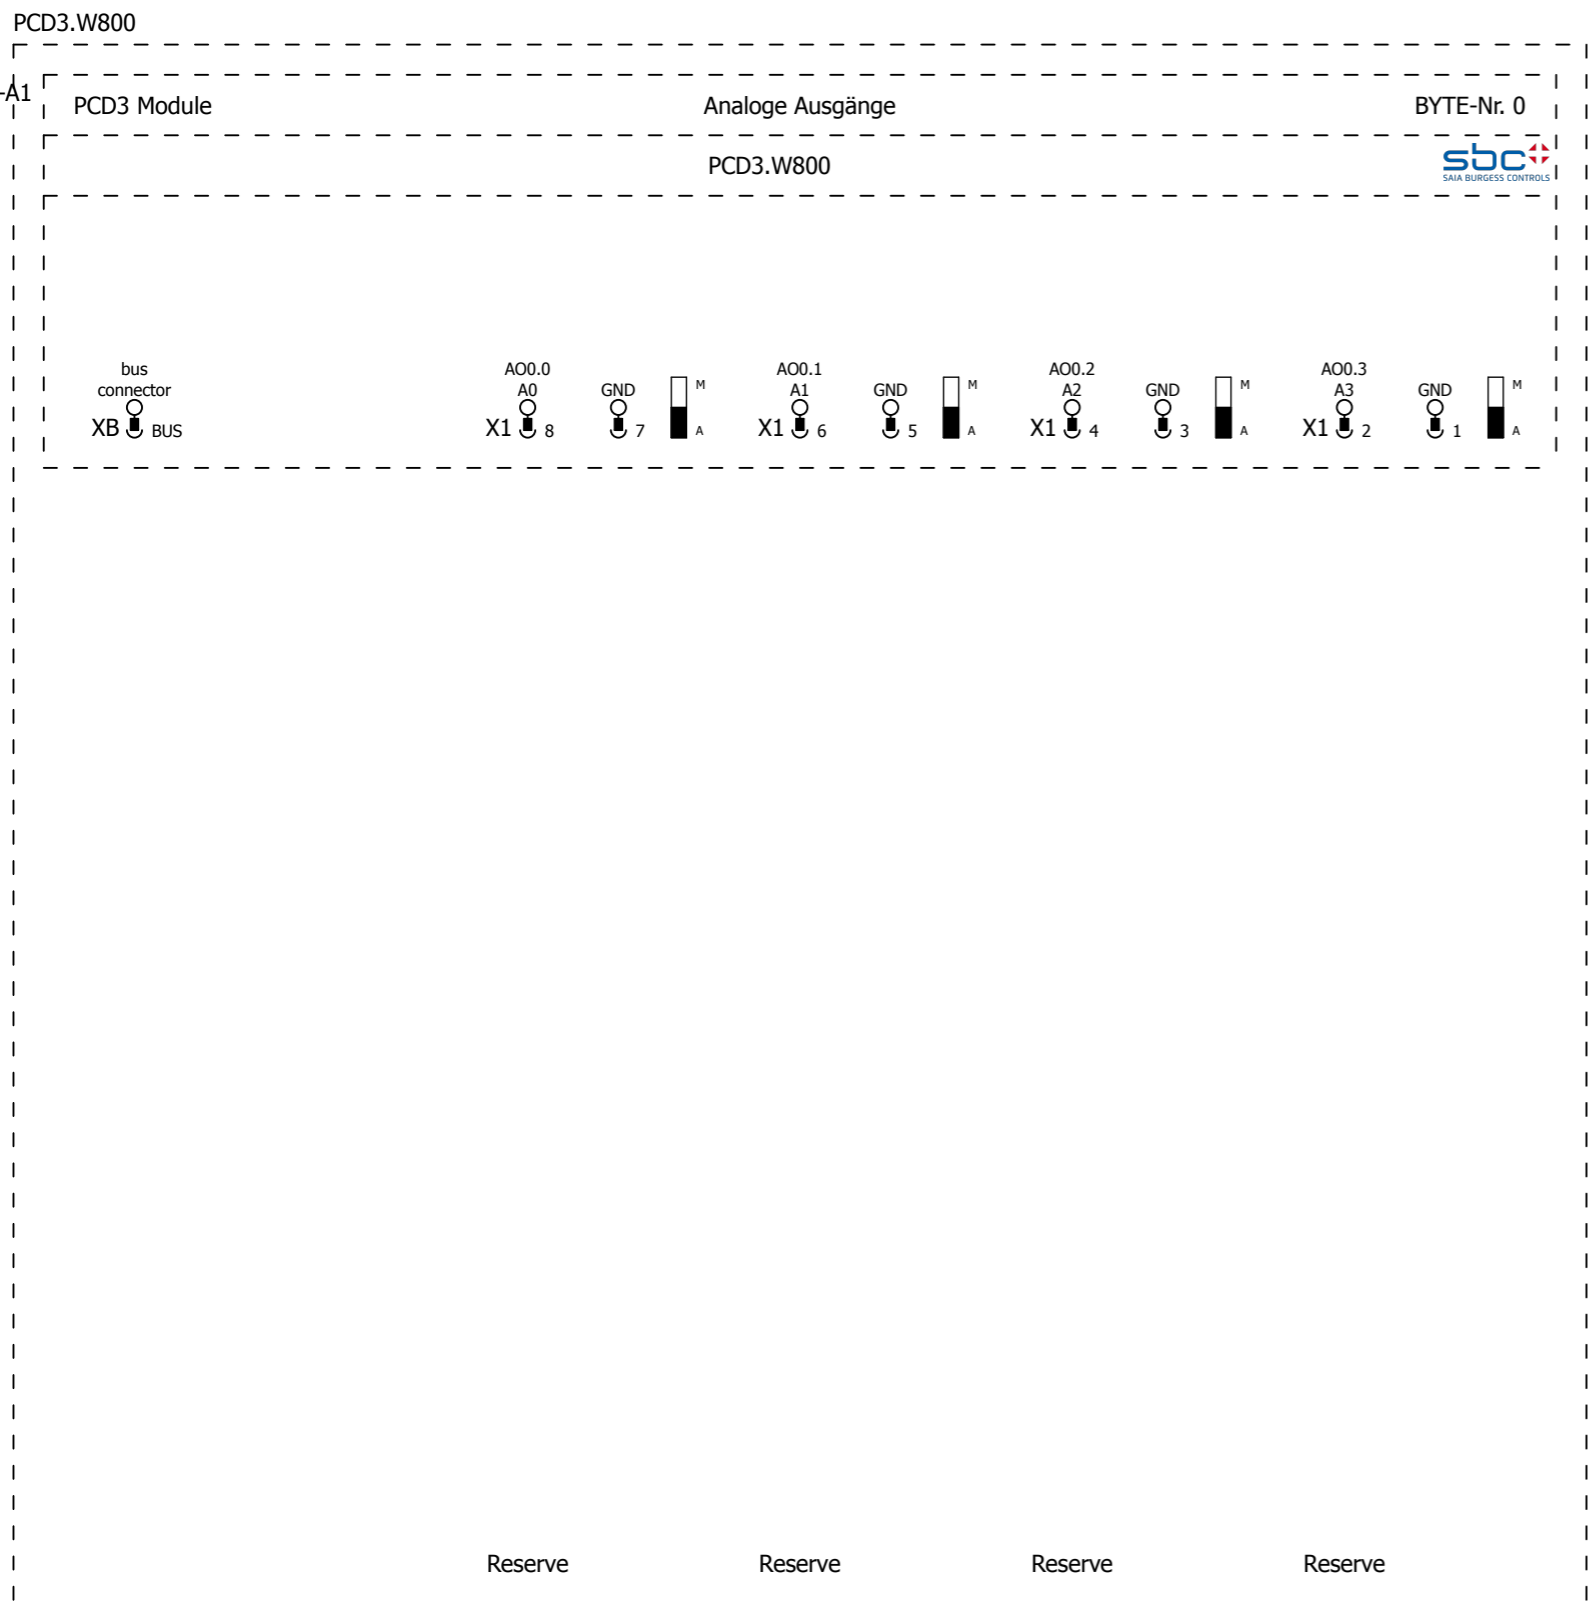 PCD3.W800
-A1
PCD3 Module Analoge Ausgänge BYTE-Nr. 0
PCD3.W800
sbc
SAIA BURGESS CONTROLS
bus AO0.0 AO0.1 AO0.2 AO0.3
connector A0 GND M A1 GND M A2 GND M A3 GND M
XB BUS X1 8 7 A X1 6 5 A X1 4 3 A X1 2 1 A
Reserve Reserve Reserve Reserve